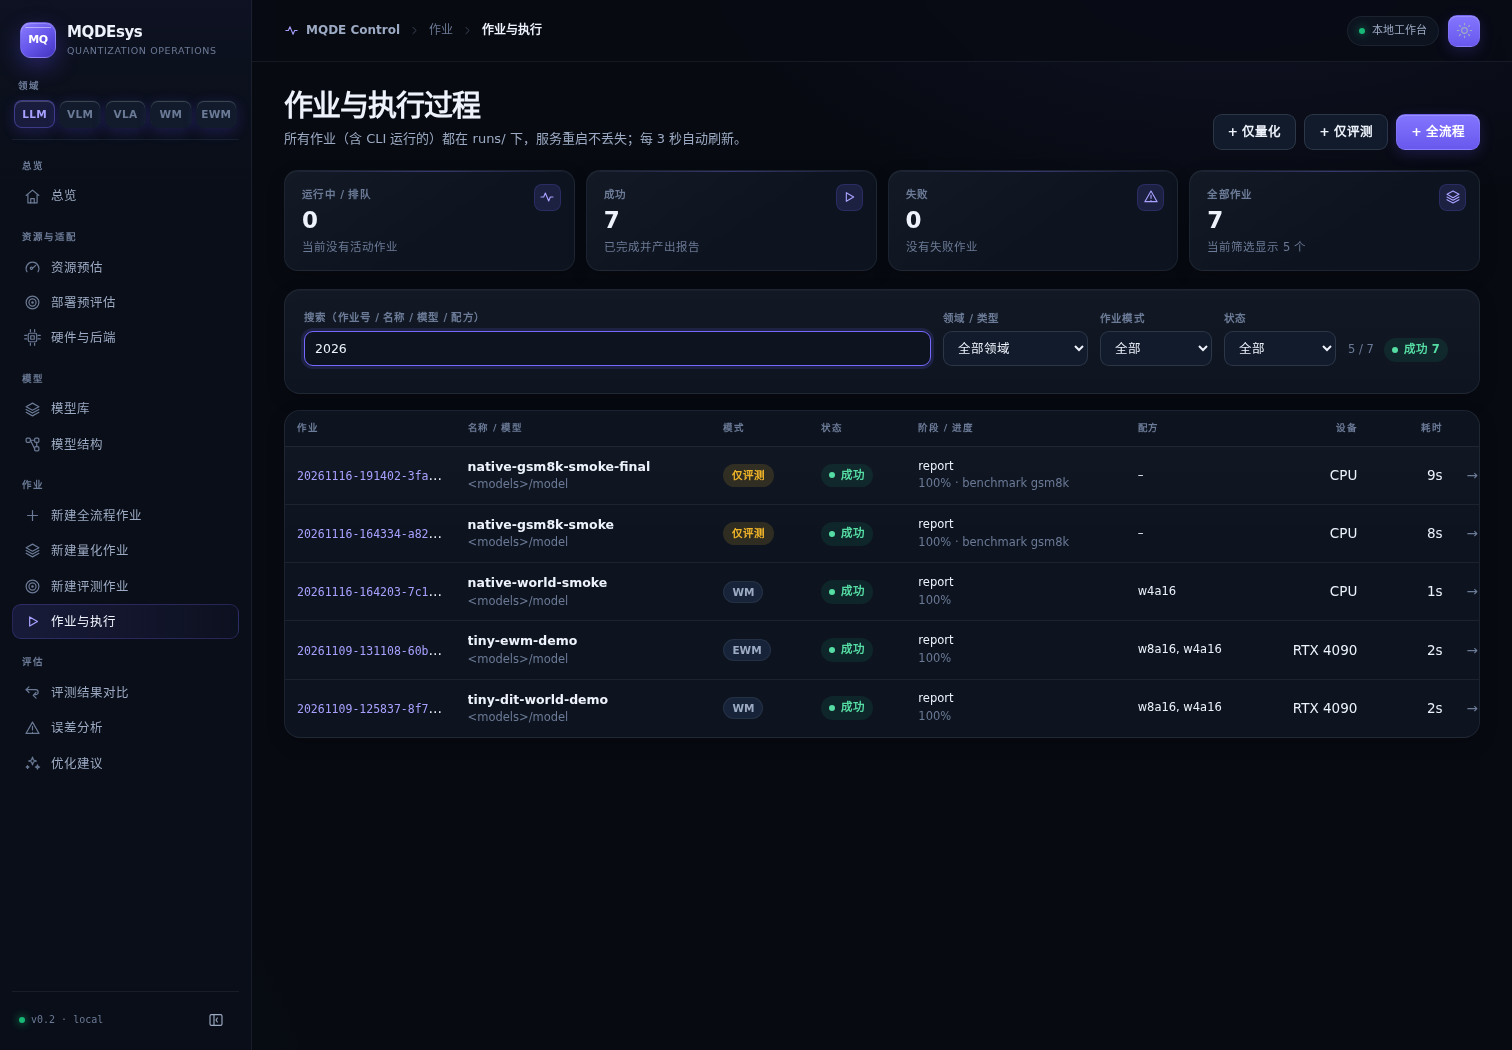 MQ
MQDEsys
QUANTIZATION OPERATIONS
领域
LLM VLM VLA WM EWM
总览
总览
资源与适配
资源预估
部署预评估
硬件与后端
模型
模型库
模型结构
作业
新建全流程作业
新建量化作业
新建评测作业
作业与执行
评估
评测结果对比
误差分析
优化建议
v0.2 · local
MQDE Control > 作业 > 作业与执行
本地工作台
作业与执行过程
所有作业（含 CLI 运行的）都在 runs/ 下，服务重启不丢失；每 3 秒自动刷新。
+ 仅量化 + 仅评测 + 全流程
运行中 / 排队
0
当前没有活动作业
成功
7
已完成并产出报告
失败
0
没有失败作业
全部作业
7
当前筛选显示 5 个
搜索（作业号 / 名称 / 模型 / 配方） 领域 / 类型 作业模式 状态
2026 全部领域 全部 全部 5 / 7 成功 7
作业 名称 / 模型 模式 状态 阶段 / 进度 配方 设备 耗时
20261116-191402-3fa… native-gsm8k-smoke-final <models>/model 仅评测 成功 report 100% · benchmark gsm8k – CPU 9s →
20261116-164334-a82… native-gsm8k-smoke <models>/model 仅评测 成功 report 100% · benchmark gsm8k – CPU 8s →
20261116-164203-7c1… native-world-smoke <models>/model WM 成功 report 100% w4a16 CPU 1s →
20261109-131108-60b… tiny-ewm-demo <models>/model EWM 成功 report 100% w8a16, w4a16 RTX 4090 2s →
20261109-125837-8f7… tiny-dit-world-demo <models>/model WM 成功 report 100% w8a16, w4a16 RTX 4090 2s →